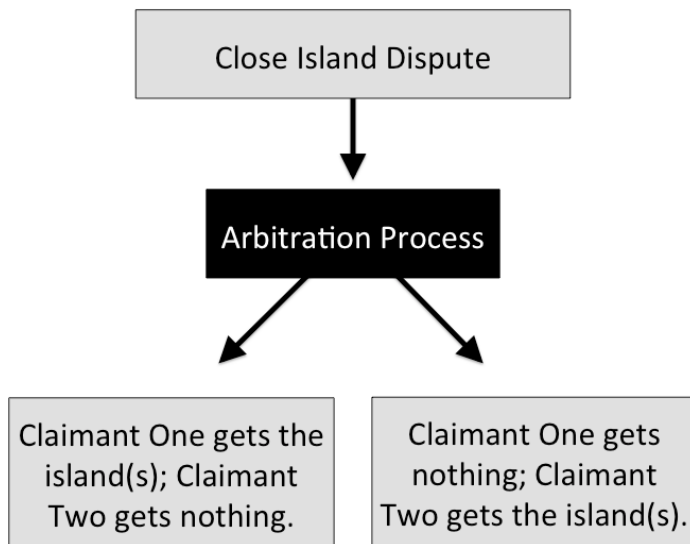 Close Island Dispute
Arbitration Process
Claimant One gets the
island(s); Claimant
Two gets nothing.
Claimant One gets
nothing; Claimant
Two gets the island(s).